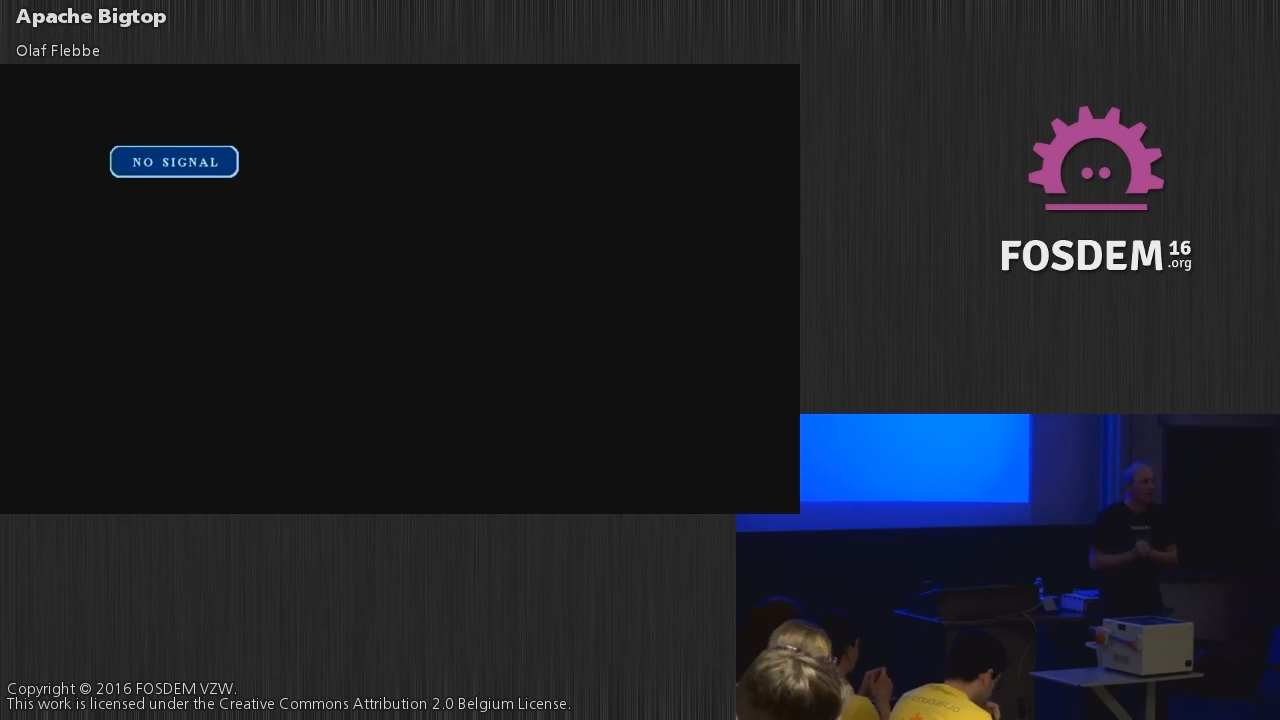 Apache Bigtop
Olaf Flebbe
NO SIGNAL
FOSDEM 16
.org
Copyright © 2016 FOSDEM VZW.
This work is licensed under the Creative Commons Attribution 2.0 Belgium License.